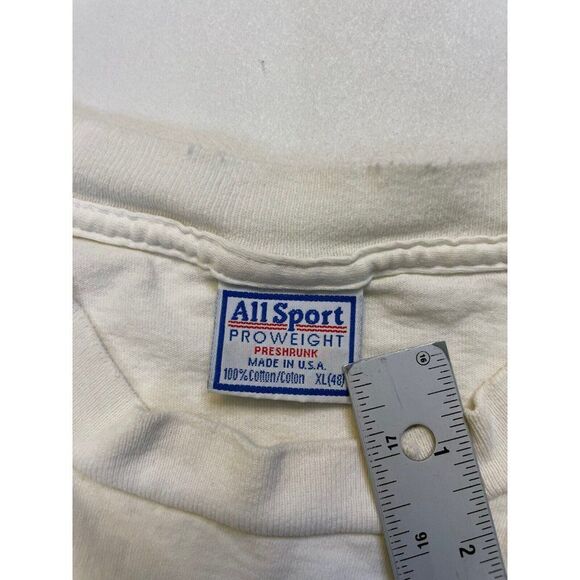 All Sport
PROWEIGHT
PRESHRUNK
MADE IN U.S.A.
100% Cotton/Coton XL(48)
16
1
17
2
16